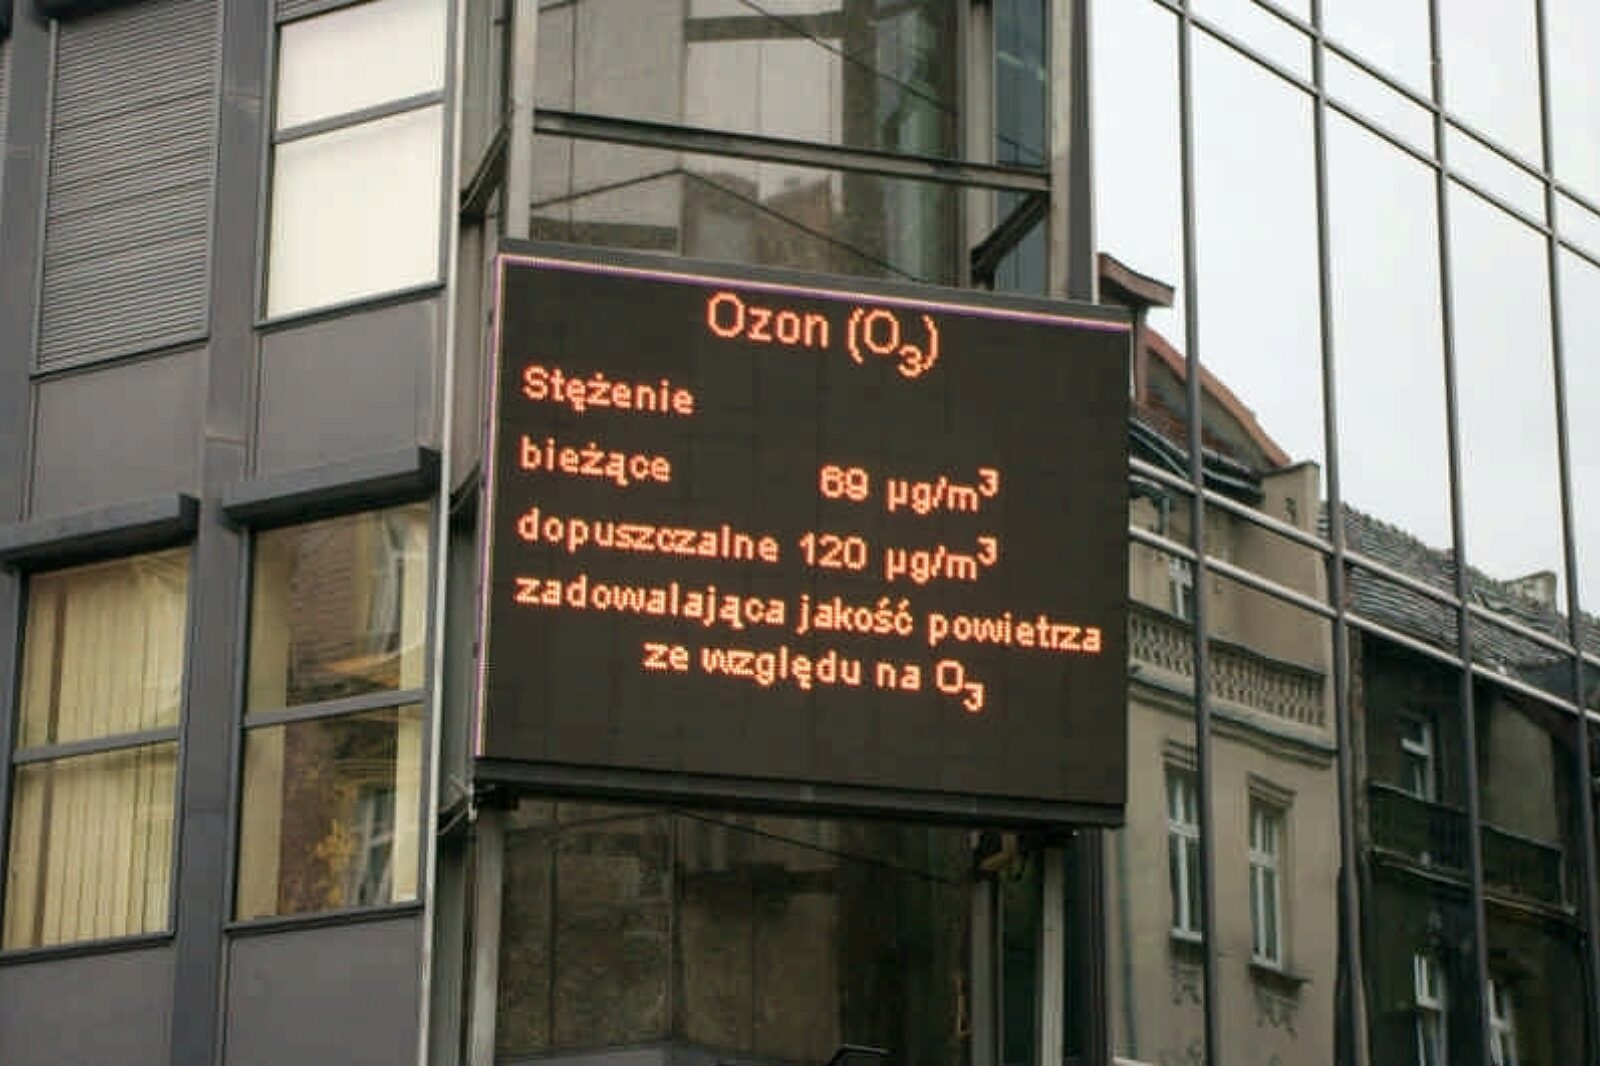 Ozon (O₃)
Stężenie
bieżące 69 µg/m³
dopuszczalne 120 µg/m³
zadowalająca jakość powietrza
ze względu na O₃